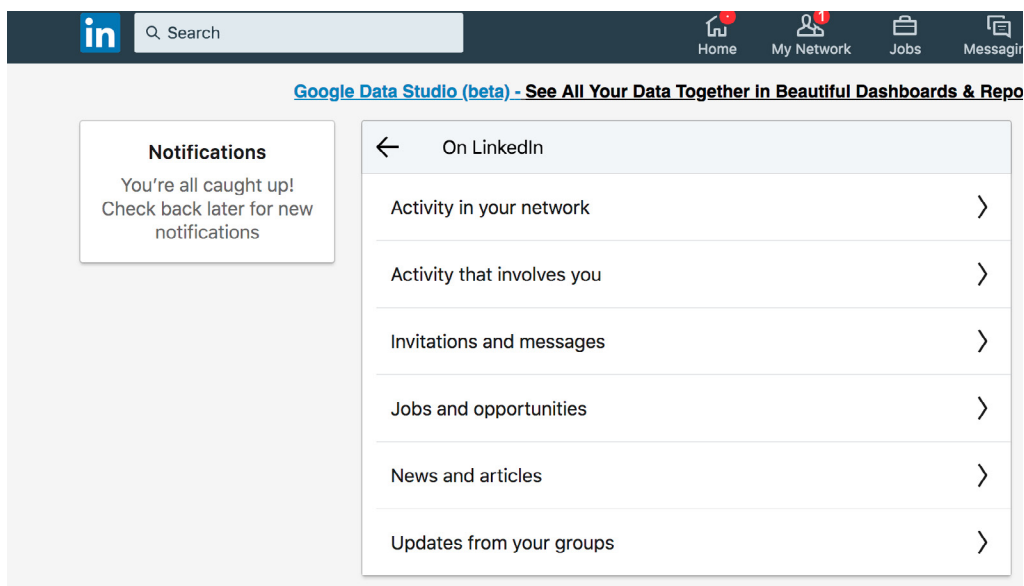 in
Search
1
Home
My Network
Jobs
Messagin
Google Data Studio (beta) - See All Your Data Together in Beautiful Dashboards & Repo
Notifications
You’re all caught up!
Check back later for new
notifications
On LinkedIn
Activity in your network
Activity that involves you
Invitations and messages
Jobs and opportunities
News and articles
Updates from your groups